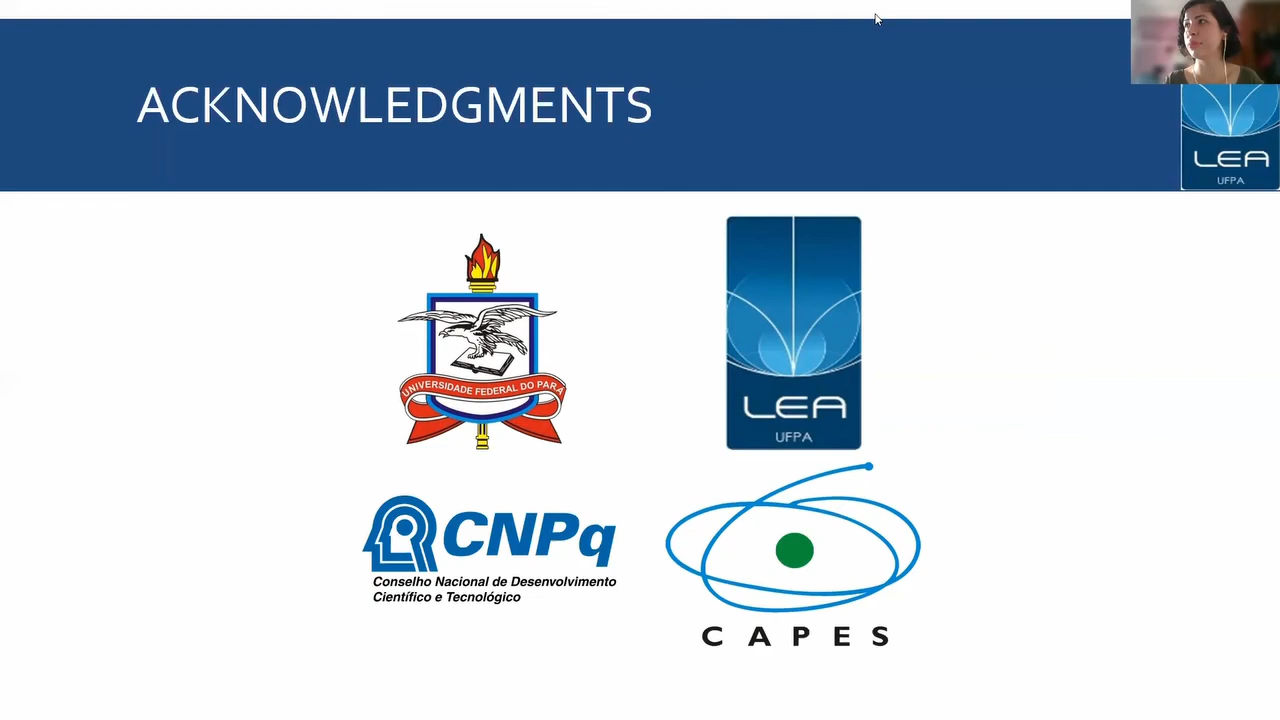 ACKNOWLEDGMENTS
LEA
UFPA
UNIVERSIDADE FEDERAL DO PARÁ
LEA
UFPA
CNPq
Conselho Nacional de Desenvolvimento
Científico e Tecnológico
CAPES